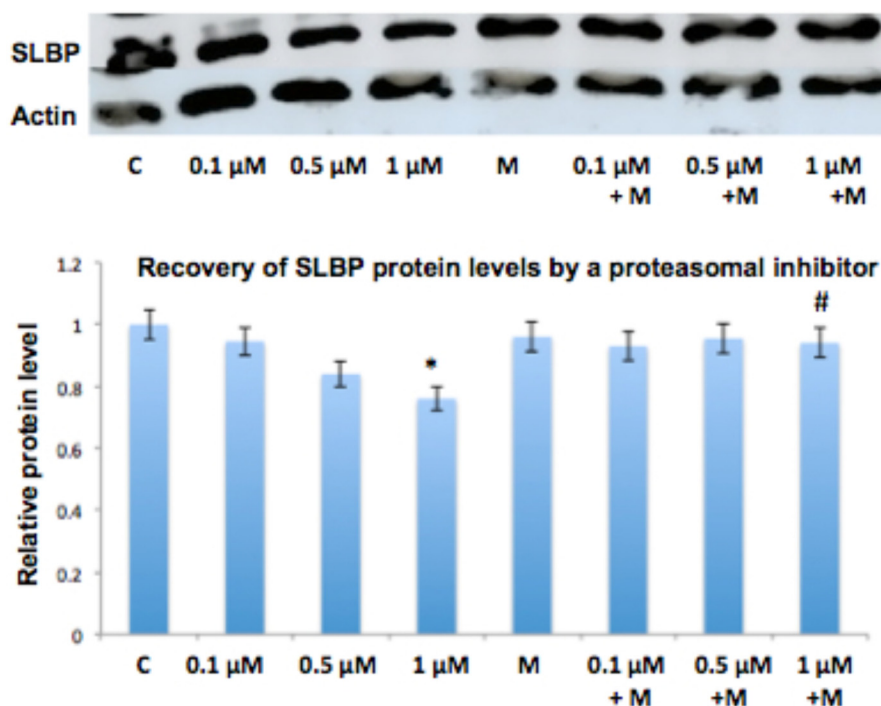 SLBP
Actin
C 0.1 µM 0.5 µM 1 µM M 0.1 µM 0.5 µM 1 µM
+ M +M +M
Recovery of SLBP protein levels by a proteasomal inhibitor
Relative protein level
1.2
1
0.8
0.6
0.4
0.2
0
*
#
C 0.1 µM 0.5 µM 1 µM M 0.1 µM 0.5 µM 1 µM
+ M +M +M